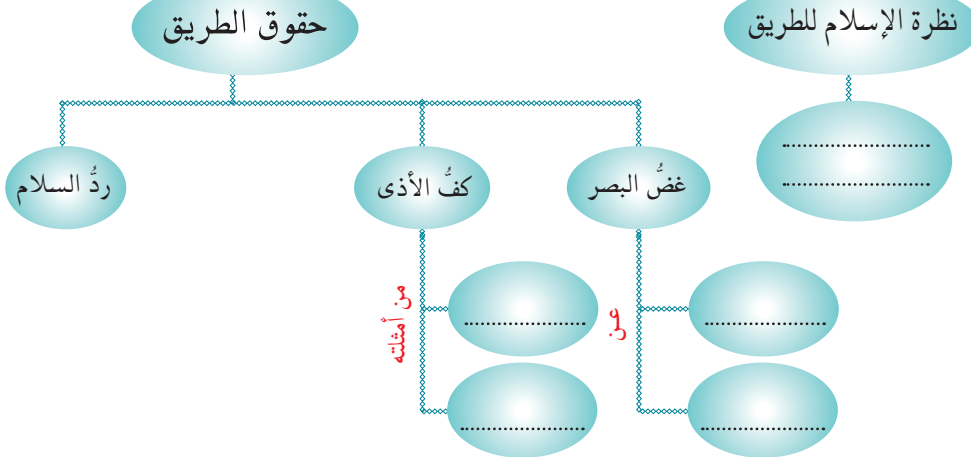 نظرة الإسلام للطريق
حقوق الطريق
غضُّ البصر
كفُّ الأذى
ردُّ السلام
عن
من أمثلته